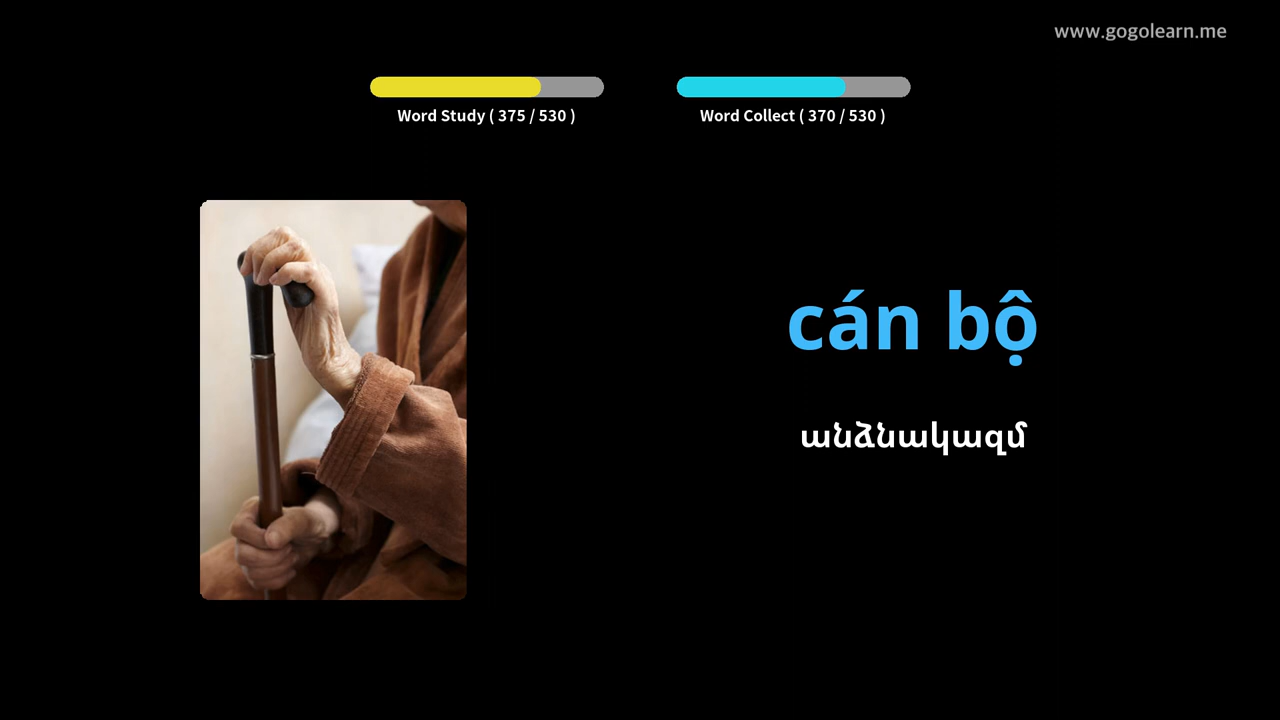 www.gogolearn.me
Word Study ( 375 / 530 )
Word Collect ( 370 / 530 )
cán bộ
անձնակազմ